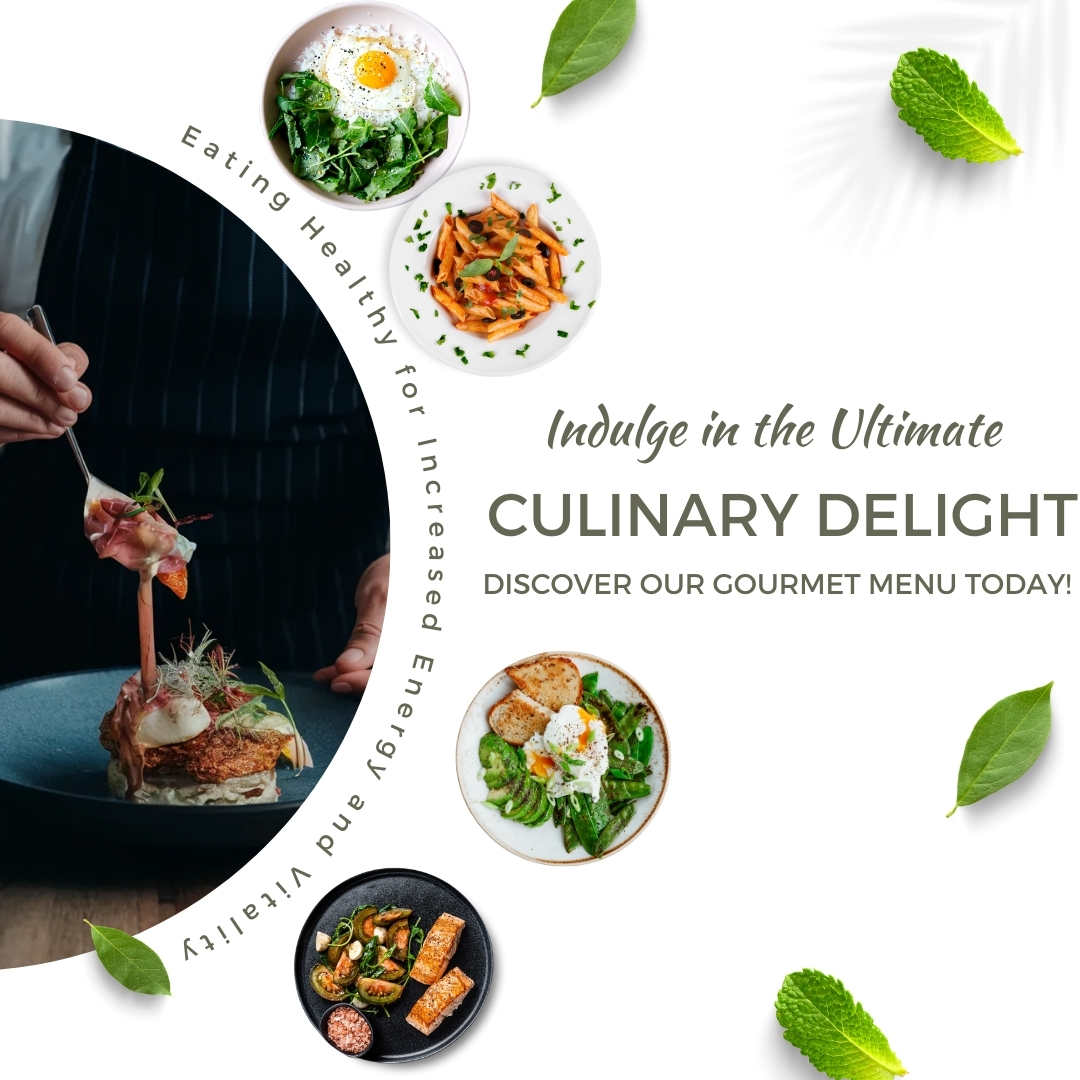 Eating Healthy for Increased Energy and Vitality
Indulge in the Ultimate
CULINARY DELIGHT
DISCOVER OUR GOURMET MENU TODAY!